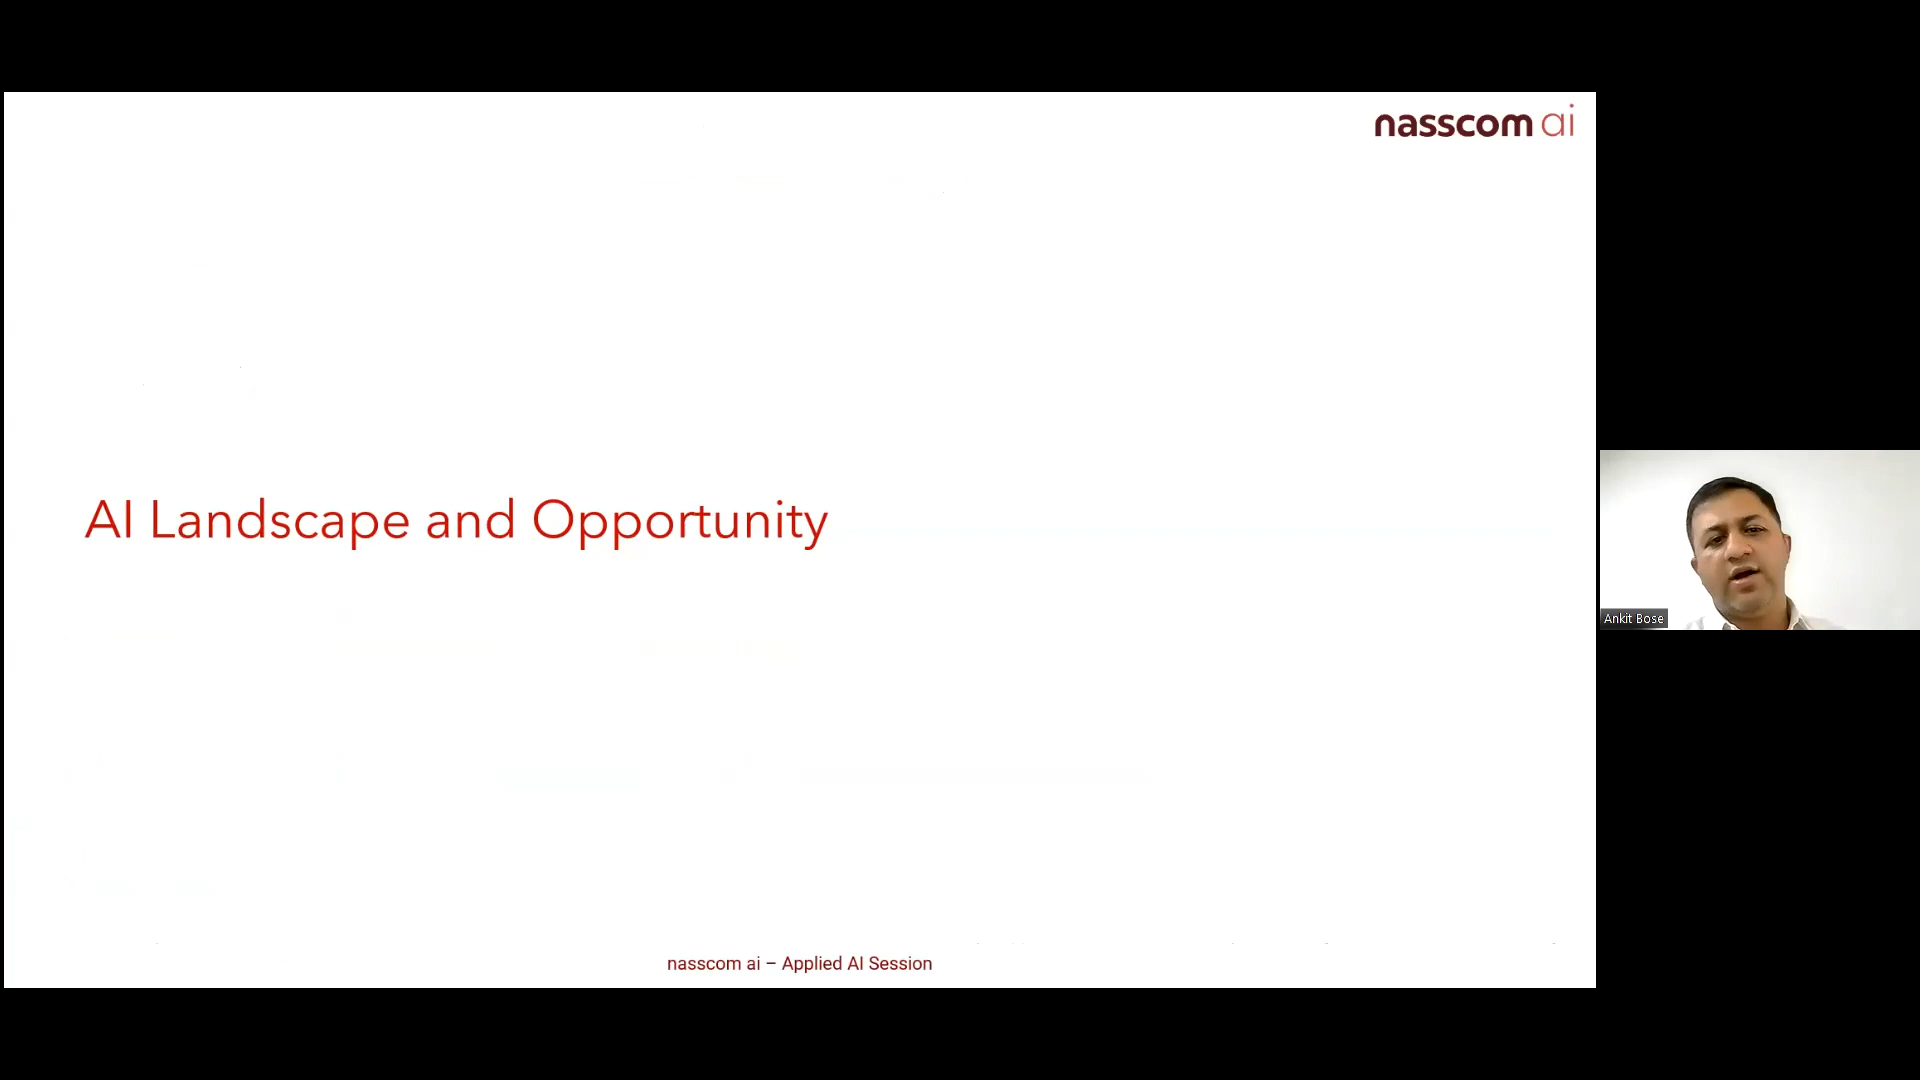 nasscom ai
AI Landscape and Opportunity
Ankit Bose
nasscom ai – Applied AI Session